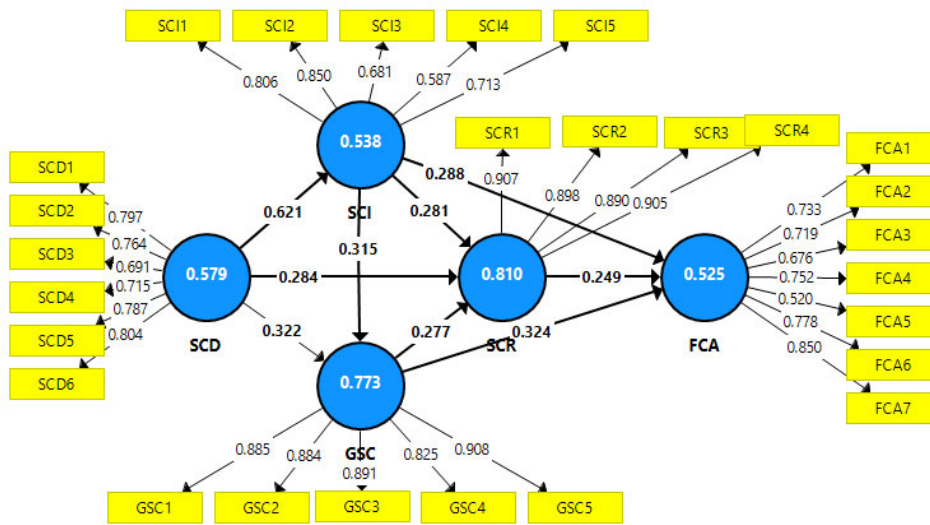 SCI1 SCI2 SCI3 SCI4 SCI5
0.806 0.850 0.681 0.587 0.713
SCR1 SCR2 SCR3 SCR4
0.538
SCI
0.907 0.898 0.890 0.905
FCA1
FCA2
FCA3
FCA4
FCA5
FCA6
FCA7
0.733
0.719
0.676
0.752
0.520
0.778
0.850
SCD1
SCD2
SCD3
SCD4
SCD5
SCD6
0.797
0.764
0.691
0.715
0.787
0.804
0.621
0.288
0.281
0.315
0.579
SCD
0.284
0.810
SCR
0.249
0.525
FCA
0.322
0.277
0.324
0.773
GSC
0.885 0.884 0.891 0.825 0.908
GSC1 GSC2 GSC3 GSC4 GSC5